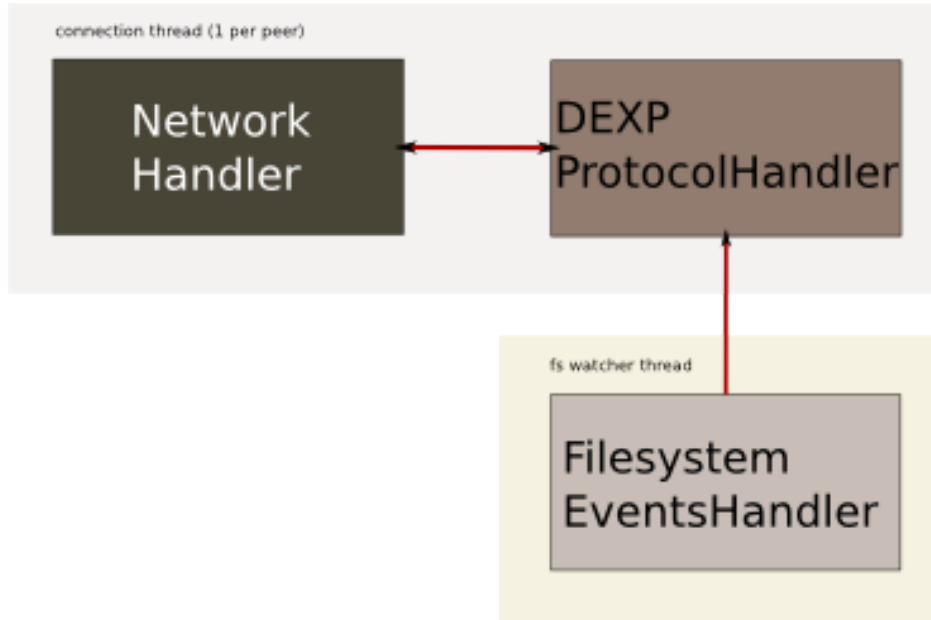 connection thread (1 per peer)
Network
Handler
DEXP
ProtocolHandler
fs watcher thread
Filesystem
EventsHandler